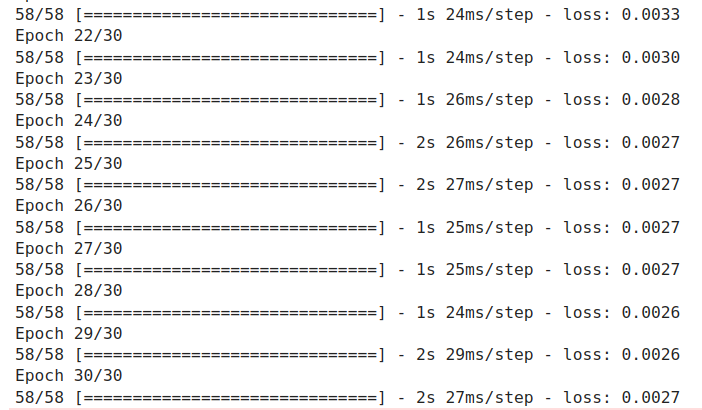 58/58 [==============================] - 1s 24ms/step - loss: 0.0033
Epoch 22/30
58/58 [==============================] - 1s 24ms/step - loss: 0.0030
Epoch 23/30
58/58 [==============================] - 1s 26ms/step - loss: 0.0028
Epoch 24/30
58/58 [==============================] - 2s 26ms/step - loss: 0.0027
Epoch 25/30
58/58 [==============================] - 2s 27ms/step - loss: 0.0027
Epoch 26/30
58/58 [==============================] - 1s 25ms/step - loss: 0.0027
Epoch 27/30
58/58 [==============================] - 1s 25ms/step - loss: 0.0027
Epoch 28/30
58/58 [==============================] - 1s 24ms/step - loss: 0.0026
Epoch 29/30
58/58 [==============================] - 2s 29ms/step - loss: 0.0026
Epoch 30/30
58/58 [==============================] - 2s 27ms/step - loss: 0.0027